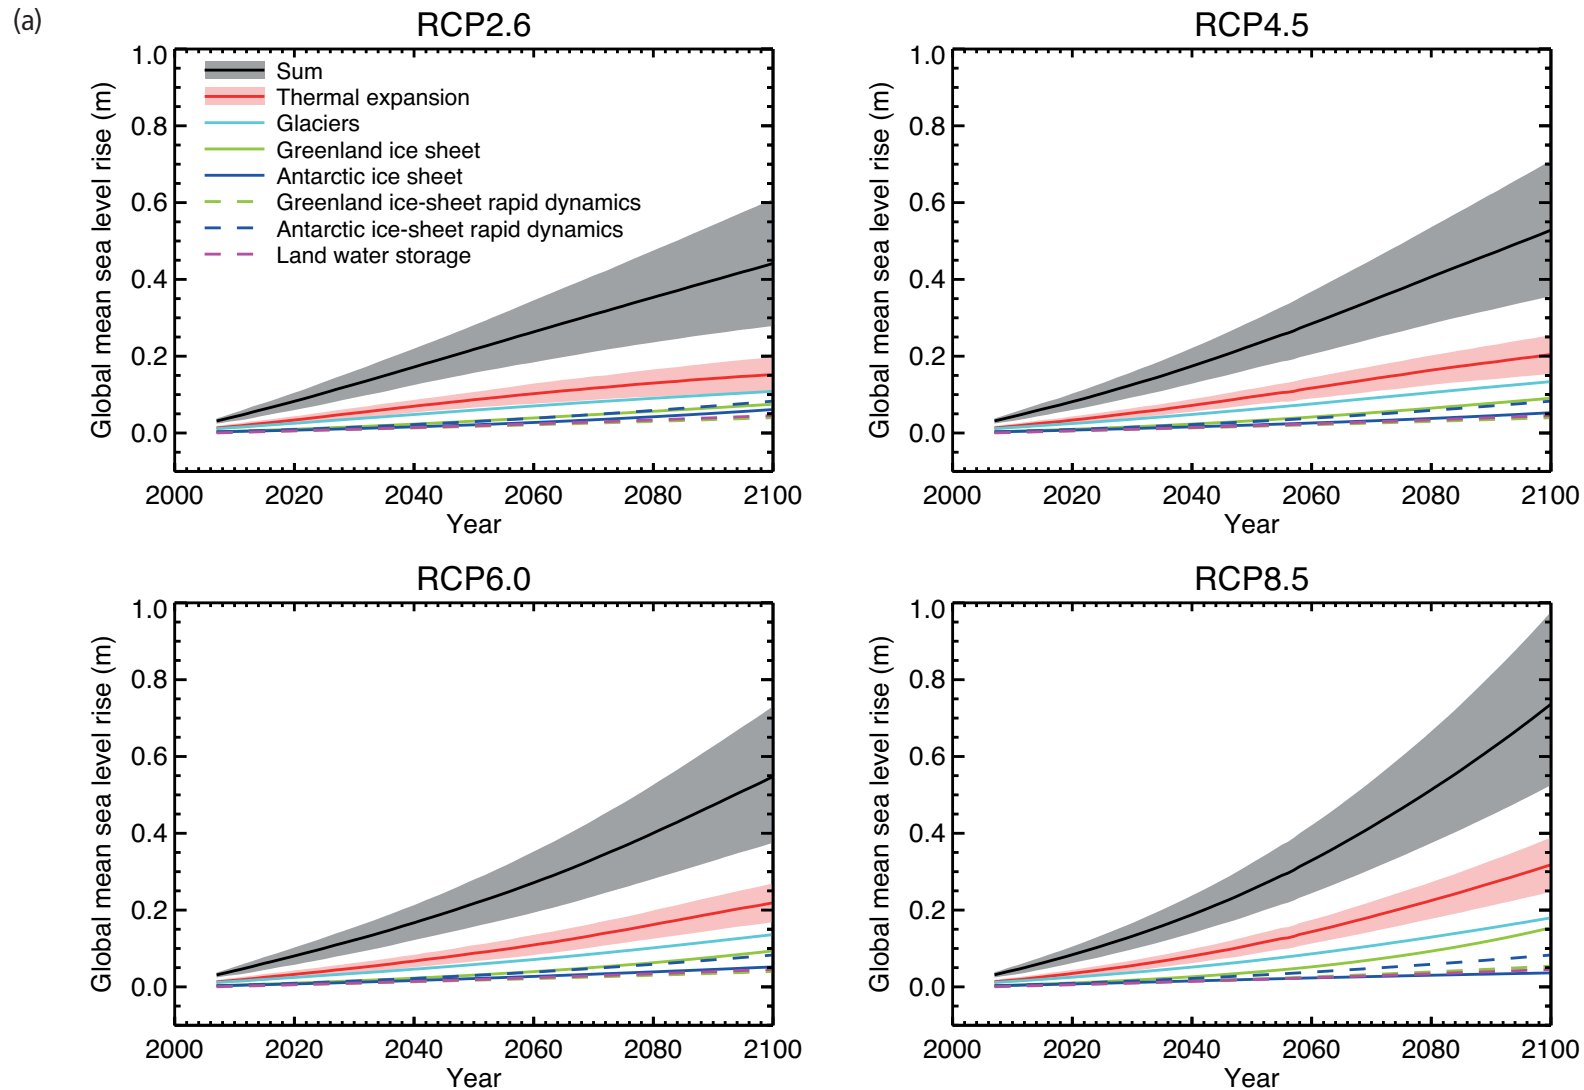 (a)
RCP2.6
Global mean sea level rise (m)
1.0
0.8
0.6
0.4
0.2
0.0
Sum
Thermal expansion
Glaciers
Greenland ice sheet
Antarctic ice sheet
Greenland ice-sheet rapid dynamics
Antarctic ice-sheet rapid dynamics
Land water storage
2000 2020 2040 2060 2080 2100
Year
RCP4.5
Global mean sea level rise (m)
1.0
0.8
0.6
0.4
0.2
0.0
2000 2020 2040 2060 2080 2100
Year
RCP6.0
Global mean sea level rise (m)
1.0
0.8
0.6
0.4
0.2
0.0
2000 2020 2040 2060 2080 2100
Year
RCP8.5
Global mean sea level rise (m)
1.0
0.8
0.6
0.4
0.2
0.0
2000 2020 2040 2060 2080 2100
Year